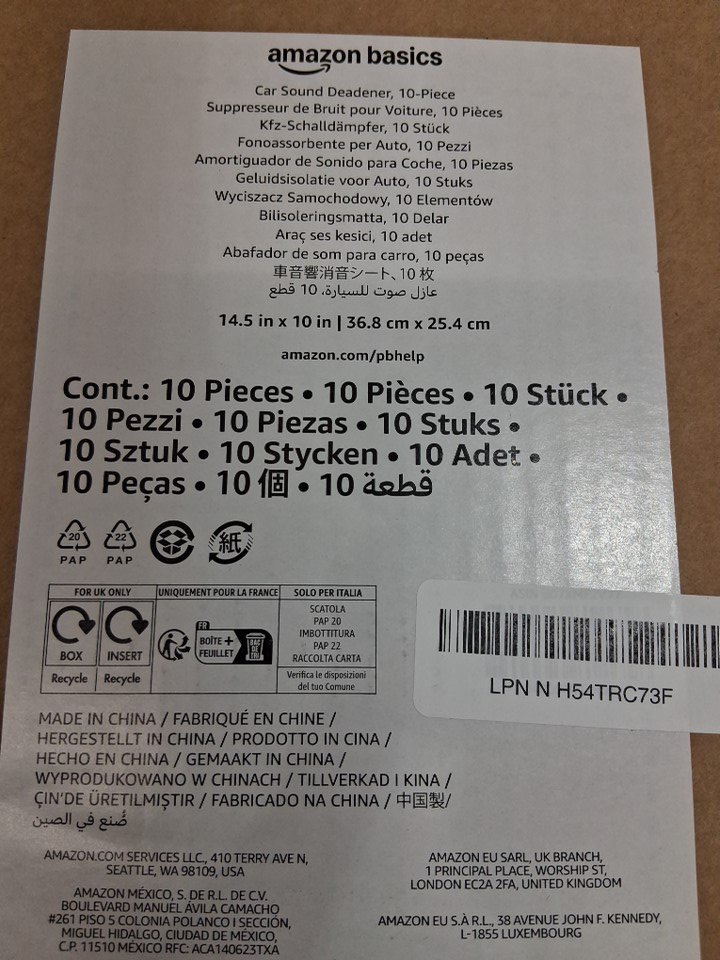 amazon basics
Car Sound Deadener, 10-Piece
Suppresseur de Bruit pour Voiture, 10 Pièces
Kfz-Schalldämpfer, 10 Stück
Fonoassorbente per Auto, 10 Pezzi
Amortiguador de Sonido para Coche, 10 Piezas
Geluidsisolatie voor Auto, 10 Stuks
Wyciszacz Samochodowy, 10 Elementów
Bilisoleringsmatta, 10 Delar
Araç ses kesici, 10 adet
Abafador de som para carro, 10 peças
車音響消音シート、10 枚
عازل صوت للسيارة، 10 قطع
14.5 in x 10 in | 36.8 cm x 25.4 cm
amazon.com/pbhelp
Cont.: 10 Pieces • 10 Pièces • 10 Stück •
10 Pezzi • 10 Piezas • 10 Stuks •
10 Sztuk • 10 Stycken • 10 Adet •
10 Peças • 10 個 • 10 قطعة
20
PAP
22
PAP
紙
FOR UK ONLY
BOX
INSERT
Recycle
Recycle
UNIQUEMENT POUR LA FRANCE
FR
BOÎTE +
FEUILLET
BAC
DE
TRI
SOLO PER ITALIA
SCATOLA
PAP 20
IMBOTTITURA
PAP 22
RACCOLTA CARTA
Verifica le disposizioni
del tuo Comune
LPN N H54TRC73F
MADE IN CHINA / FABRIQUÉ EN CHINE /
HERGESTELLT IN CHINA / PRODOTTO IN CINA /
HECHO EN CHINA / GEMAAKT IN CHINA /
WYPRODUKOWANO W CHINACH / TILLVERKAD I KINA /
ÇIN'DE ÜRETILMIŞTIR / FABRICADO NA CHINA / 中国製/
صُنع في الصين
AMAZON.COM SERVICES LLC., 410 TERRY AVE N,
SEATTLE, WA 98109, USA
AMAZON MÉXICO, S. DE R.L. DE C.V.
BOULEVARD MANUEL ÁVILA CAMACHO
#261 PISO 5 COLONIA POLANCO I SECCIÓN,
MIGUEL HIDALGO, CIUDAD DE MÉXICO,
C.P. 11510 MÉXICO RFC: ACA140623TXA
AMAZON EU SARL, UK BRANCH,
1 PRINCIPAL PLACE, WORSHIP ST,
LONDON EC2A 2FA, UNITED KINGDOM
AMAZON EU S.À R.L., 38 AVENUE JOHN F. KENNEDY,
L-1855 LUXEMBOURG